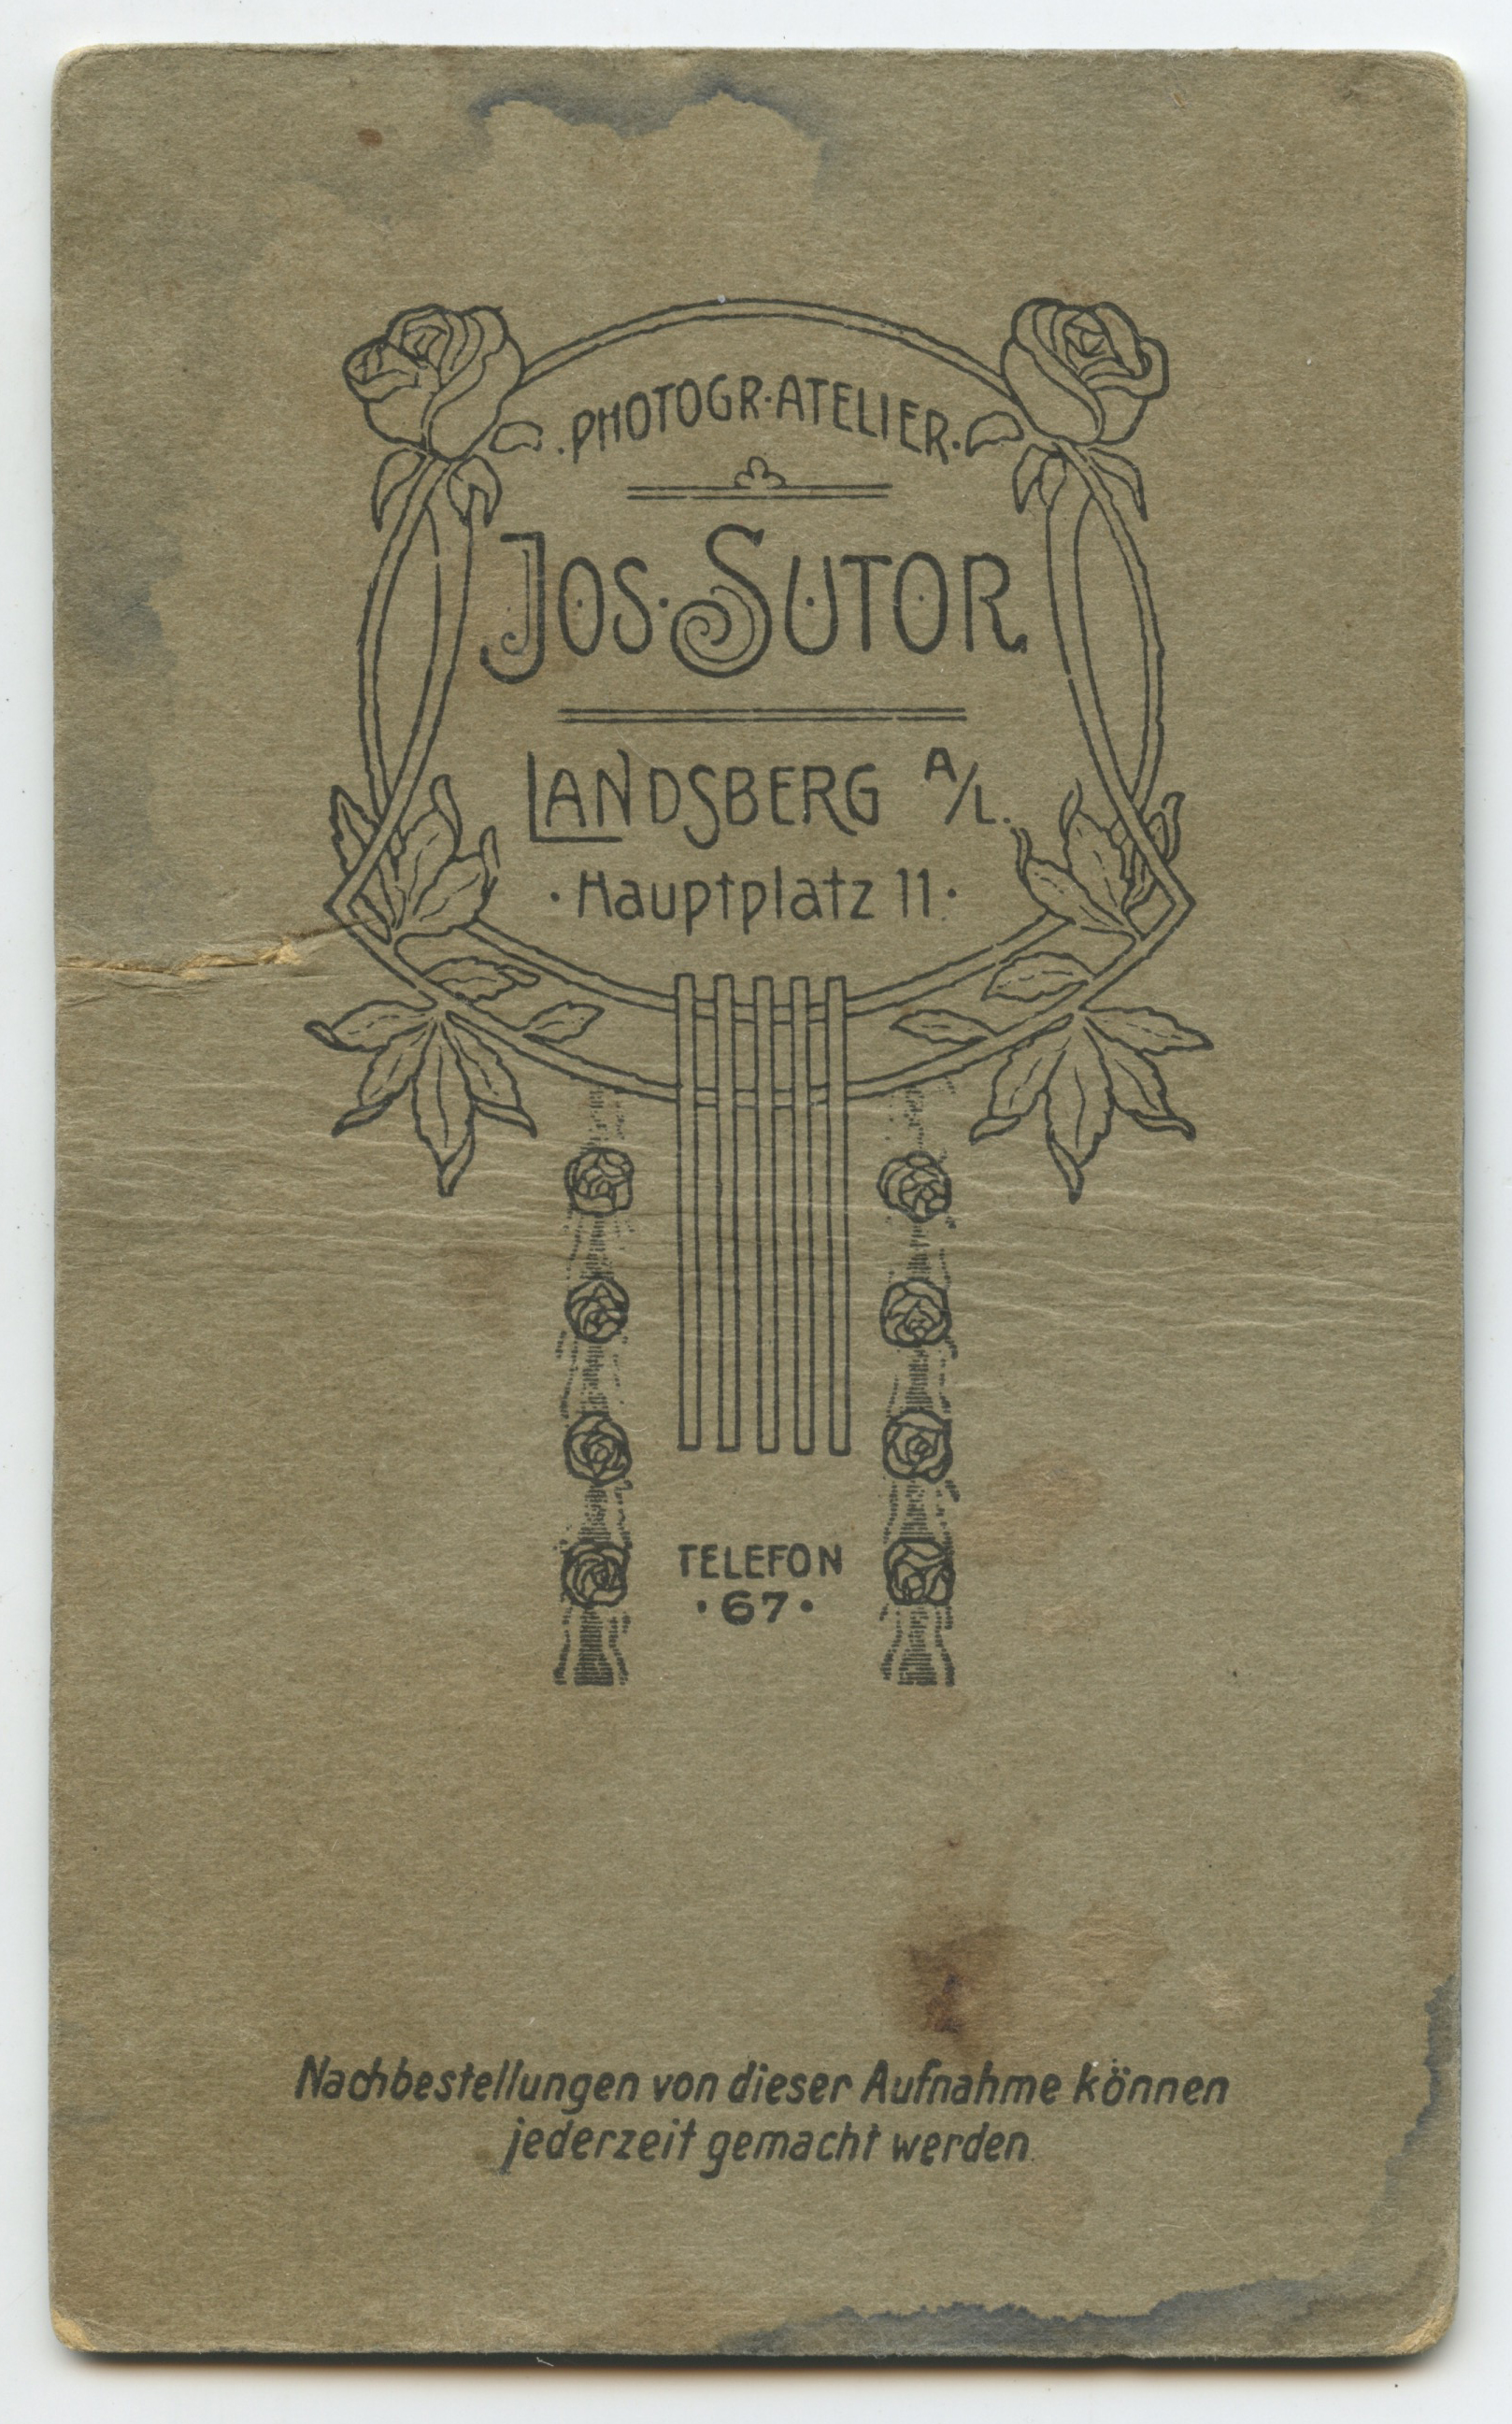 ·PHOTOGR·ATELIER·
JOS·SUTOR
LANDSBERG A/L.
·Hauptplatz 11·
TELEFON
·67·
Nachbestellungen von dieser Aufnahme können
jederzeit gemacht werden.